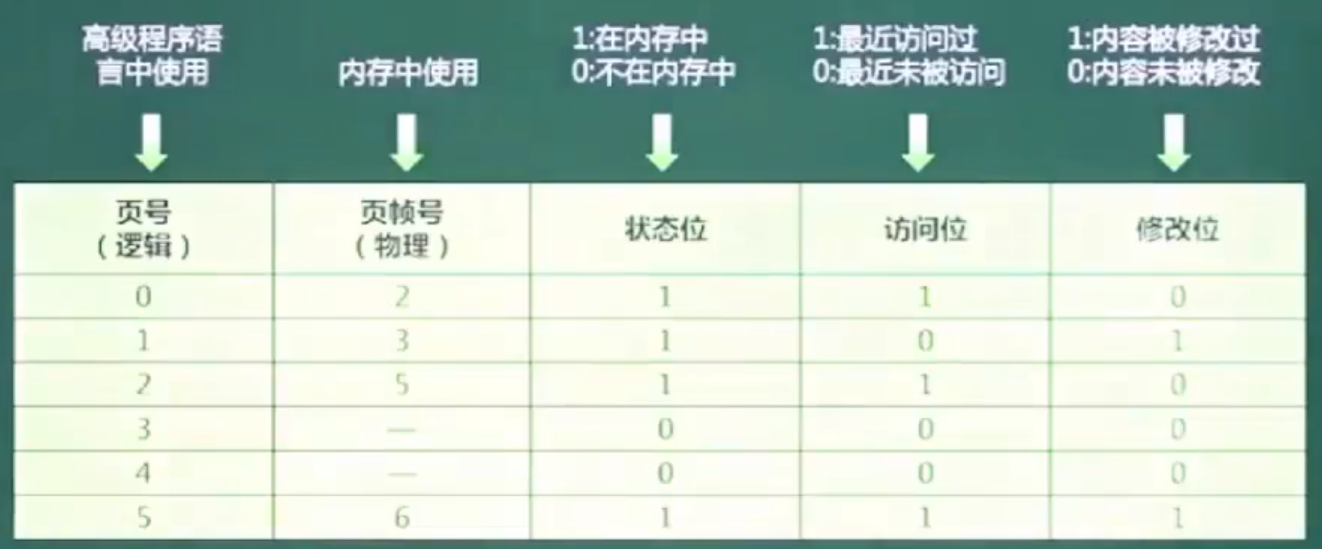 高级程序语
言中使用
内存中使用
1:在内存中
0:不在内存中
1:最近访问过
0:最近未被访问
1:内容被修改过
0:内容未被修改
页号
(逻辑)
页帧号
(物理)
状态位
访问位
修改位
0 2 1 1 0
1 3 1 0 1
2 5 1 1 0
3 — 0 0 0
4 — 0 0 0
5 6 1 1 1